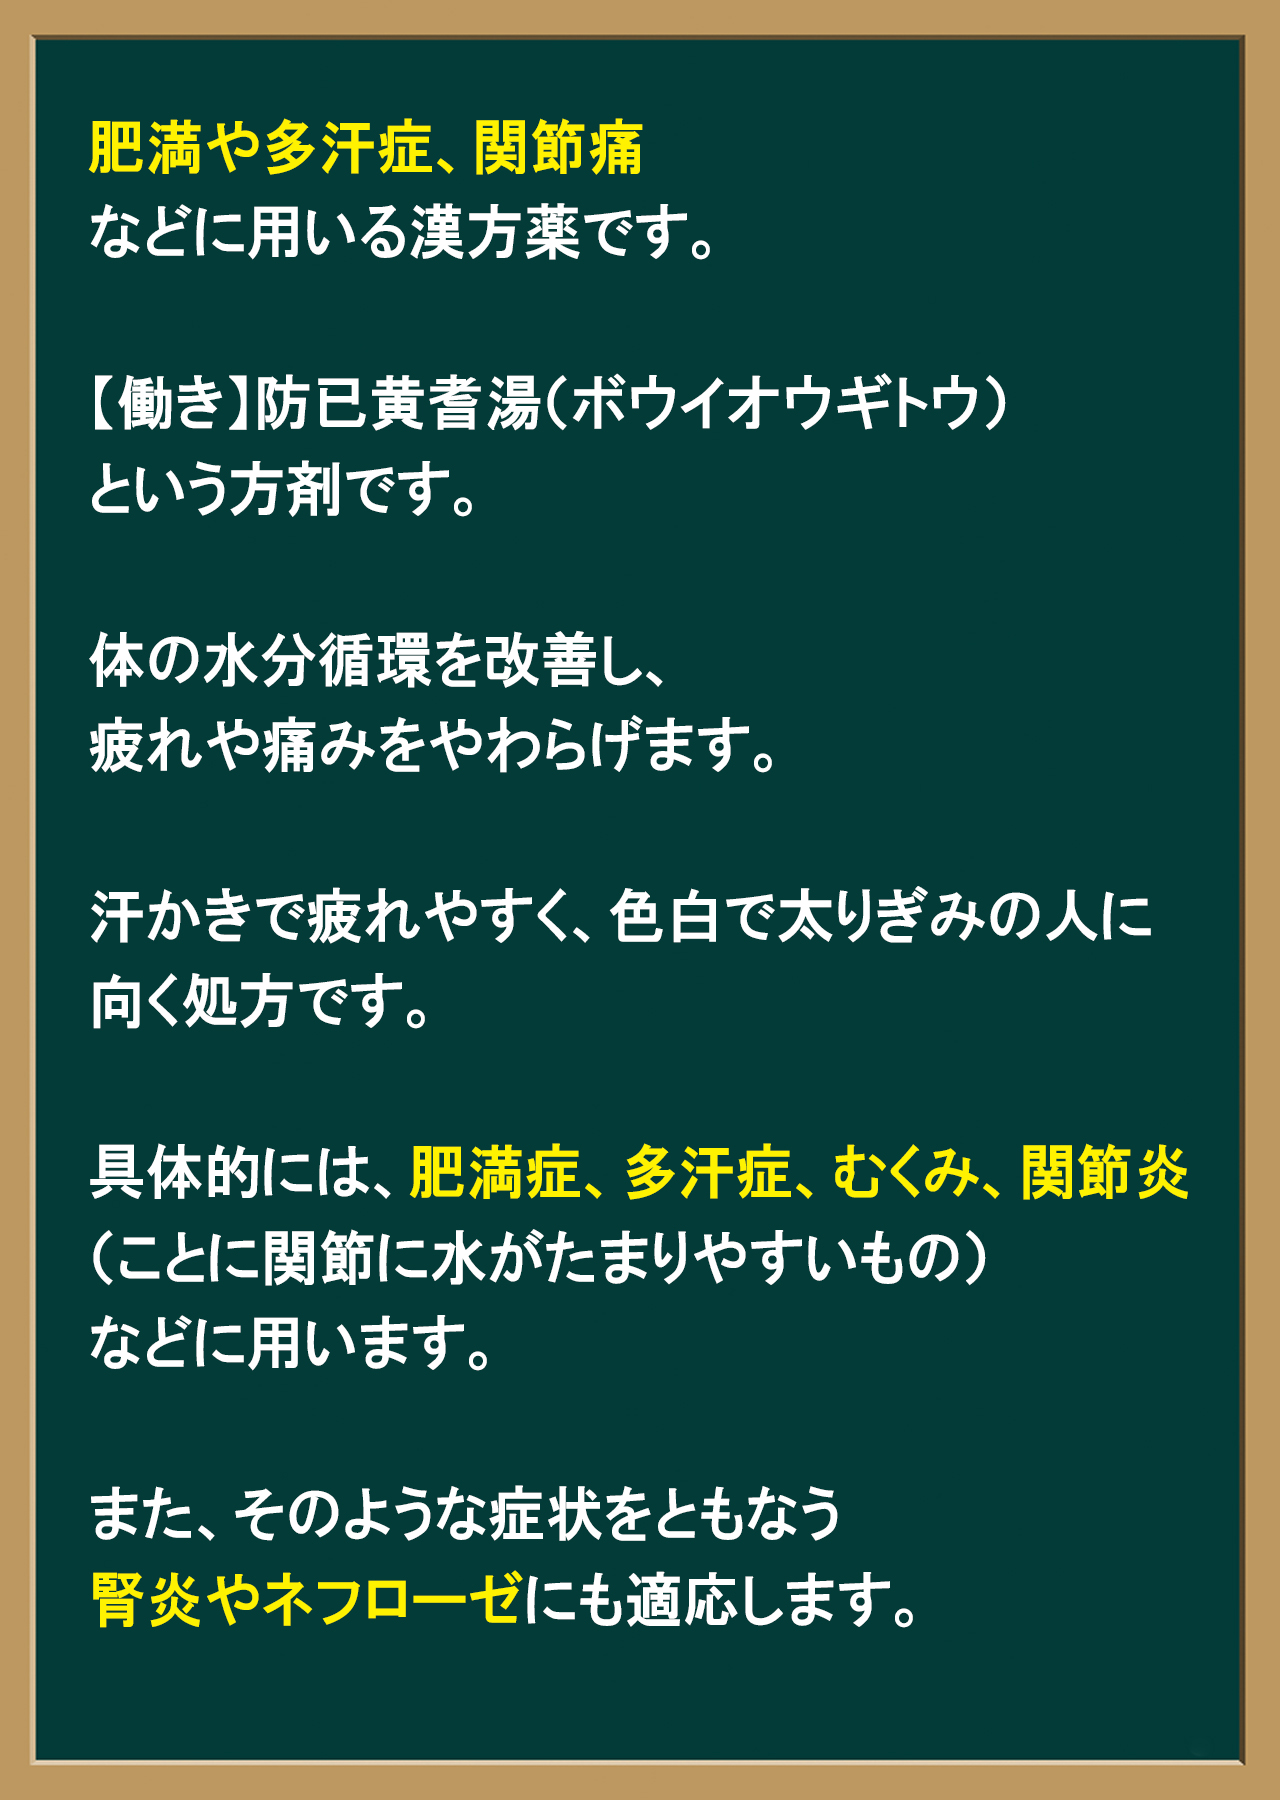 肥満や多汗症、関節痛
などに用いる漢方薬です。
【働き】防已黄耆湯（ボウイオウギトウ）
という方剤です。
体の水分循環を改善し、
疲れや痛みをやわらげます。
汗かきで疲れやすく、色白で太りぎみの人に
向く処方です。
具体的には、肥満症、多汗症、むくみ、関節炎
（ことに関節に水がたまりやすいもの）
などに用います。
また、そのような症状をともなう
腎炎やネフローゼにも適応します。